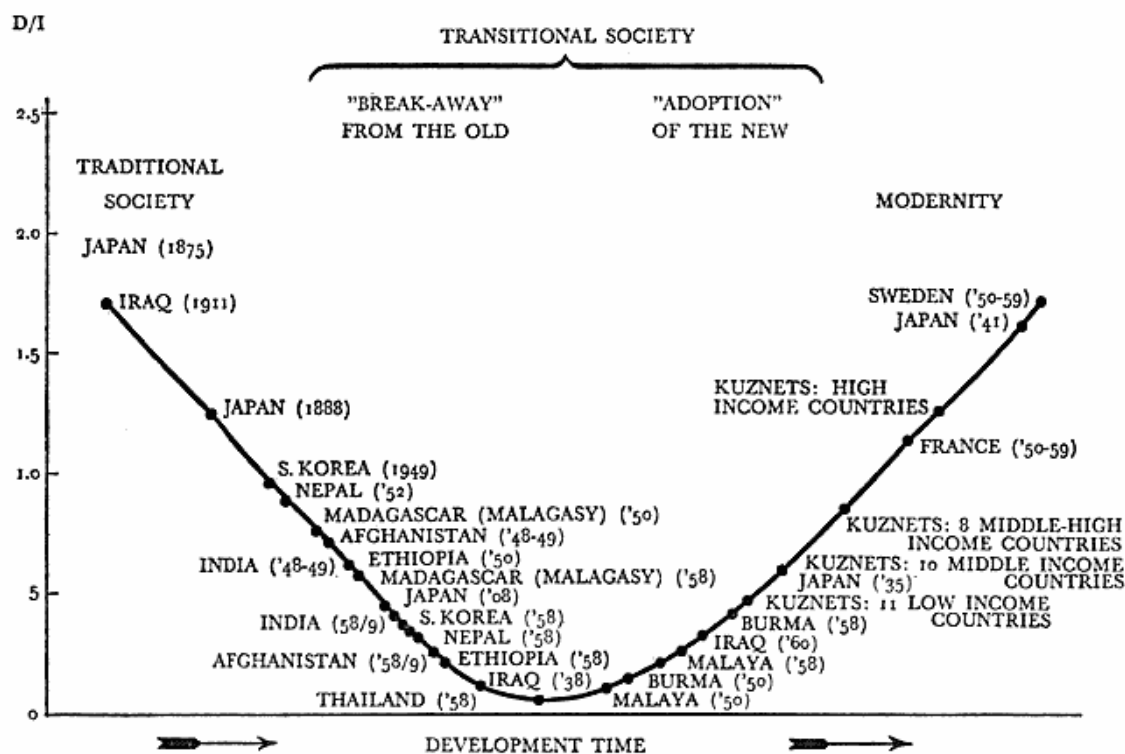 D/I
TRANSITIONAL SOCIETY
"BREAK-AWAY"
FROM THE OLD
"ADOPTION"
OF THE NEW
2.5
TRADITIONAL
SOCIETY
MODERNITY
2.0
JAPAN (1875)
IRAQ (1911)
SWEDEN ('50-59)
JAPAN ('41)
1.5
KUZNETS: HIGH
INCOME COUNTRIES
JAPAN (1888)
FRANCE ('50-59)
1.0
S. KOREA (1949)
NEPAL ('52)
MADAGASCAR (MALAGASY) ('50)
AFGHANISTAN ('48-49)
KUZNETS: 8 MIDDLE-HIGH
INCOME COUNTRIES
INDIA ('48-49)
ETHIOPIA ('50)
MADAGASCAR (MALAGASY) ('58)
KUZNETS: 10 MIDDLE INCOME
COUNTRIES
JAPAN ('35)
5
JAPAN ('08)
KUZNETS: 11 LOW INCOME
COUNTRIES
INDIA (58/9)
S. KOREA ('58)
BURMA ('58)
NEPAL ('58)
IRAQ ('60)
AFGHANISTAN ('58/9)
ETHIOPIA ('58)
MALAYA ('58)
IRAQ ('38)
BURMA ('50)
THAILAND ('58)
MALAYA ('50)
0
DEVELOPMENT TIME